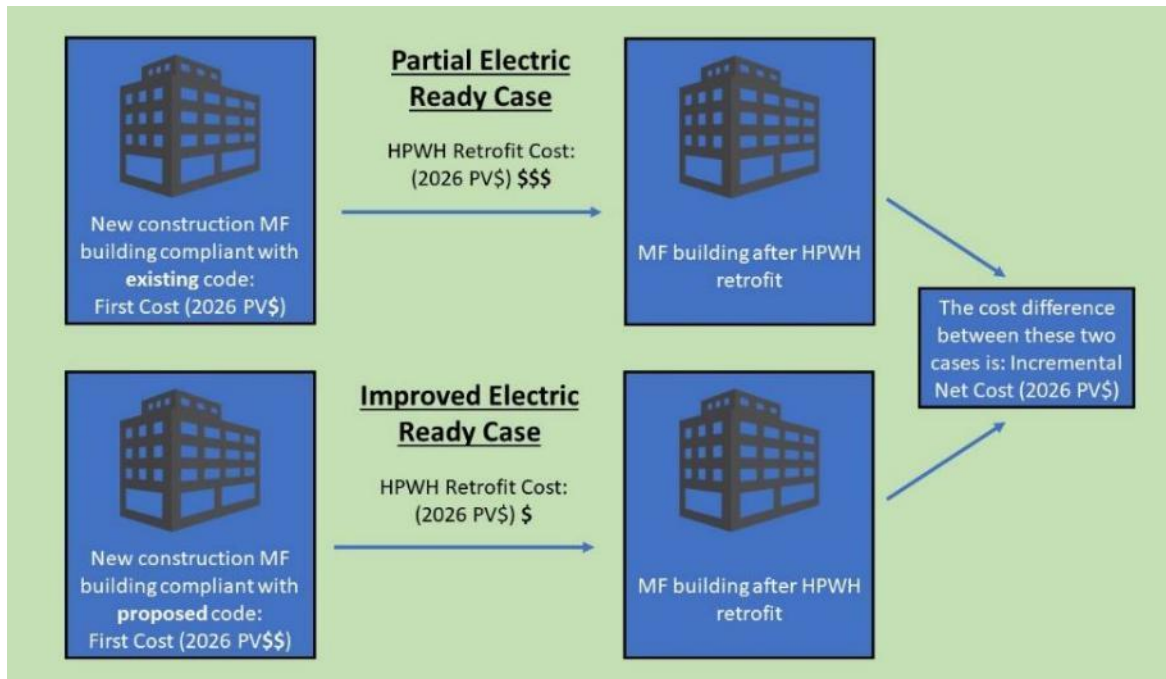 Partial Electric
Ready Case
HPWH Retrofit Cost:
(2026 PV$) $$$
New construction MF
building compliant with
existing code:
First Cost (2026 PV$)
MF building after HPWH
retrofit
The cost difference
between these two
cases is: Incremental
Net Cost (2026 PV$)
Improved Electric
Ready Case
HPWH Retrofit Cost:
(2026 PV$) $
New construction MF
building compliant with
proposed code:
First Cost (2026 PV$$)
MF building after HPWH
retrofit